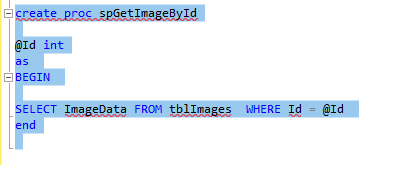 create proc spGetImageById
@Id int
as
BEGIN
SELECT ImageData FROM tblImages  WHERE Id = @Id
end